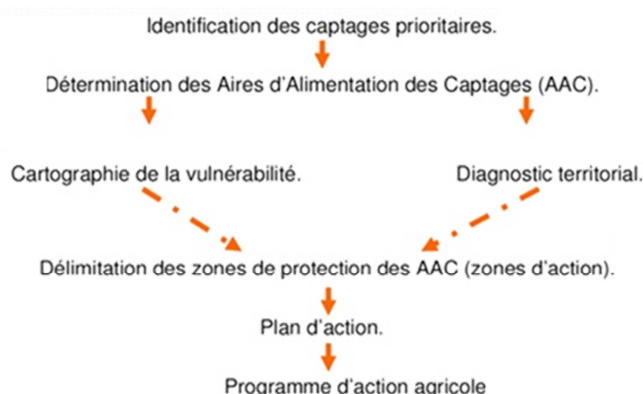 Identification des captages prioritaires.
Détermination des Aires d'Alimentation des Captages (AAC).
Cartographie de la vulnérabilité.
Diagnostic territorial.
Délimitation des zones de protection des AAC (zones d'action).
Plan d'action.
Programme d'action agricole